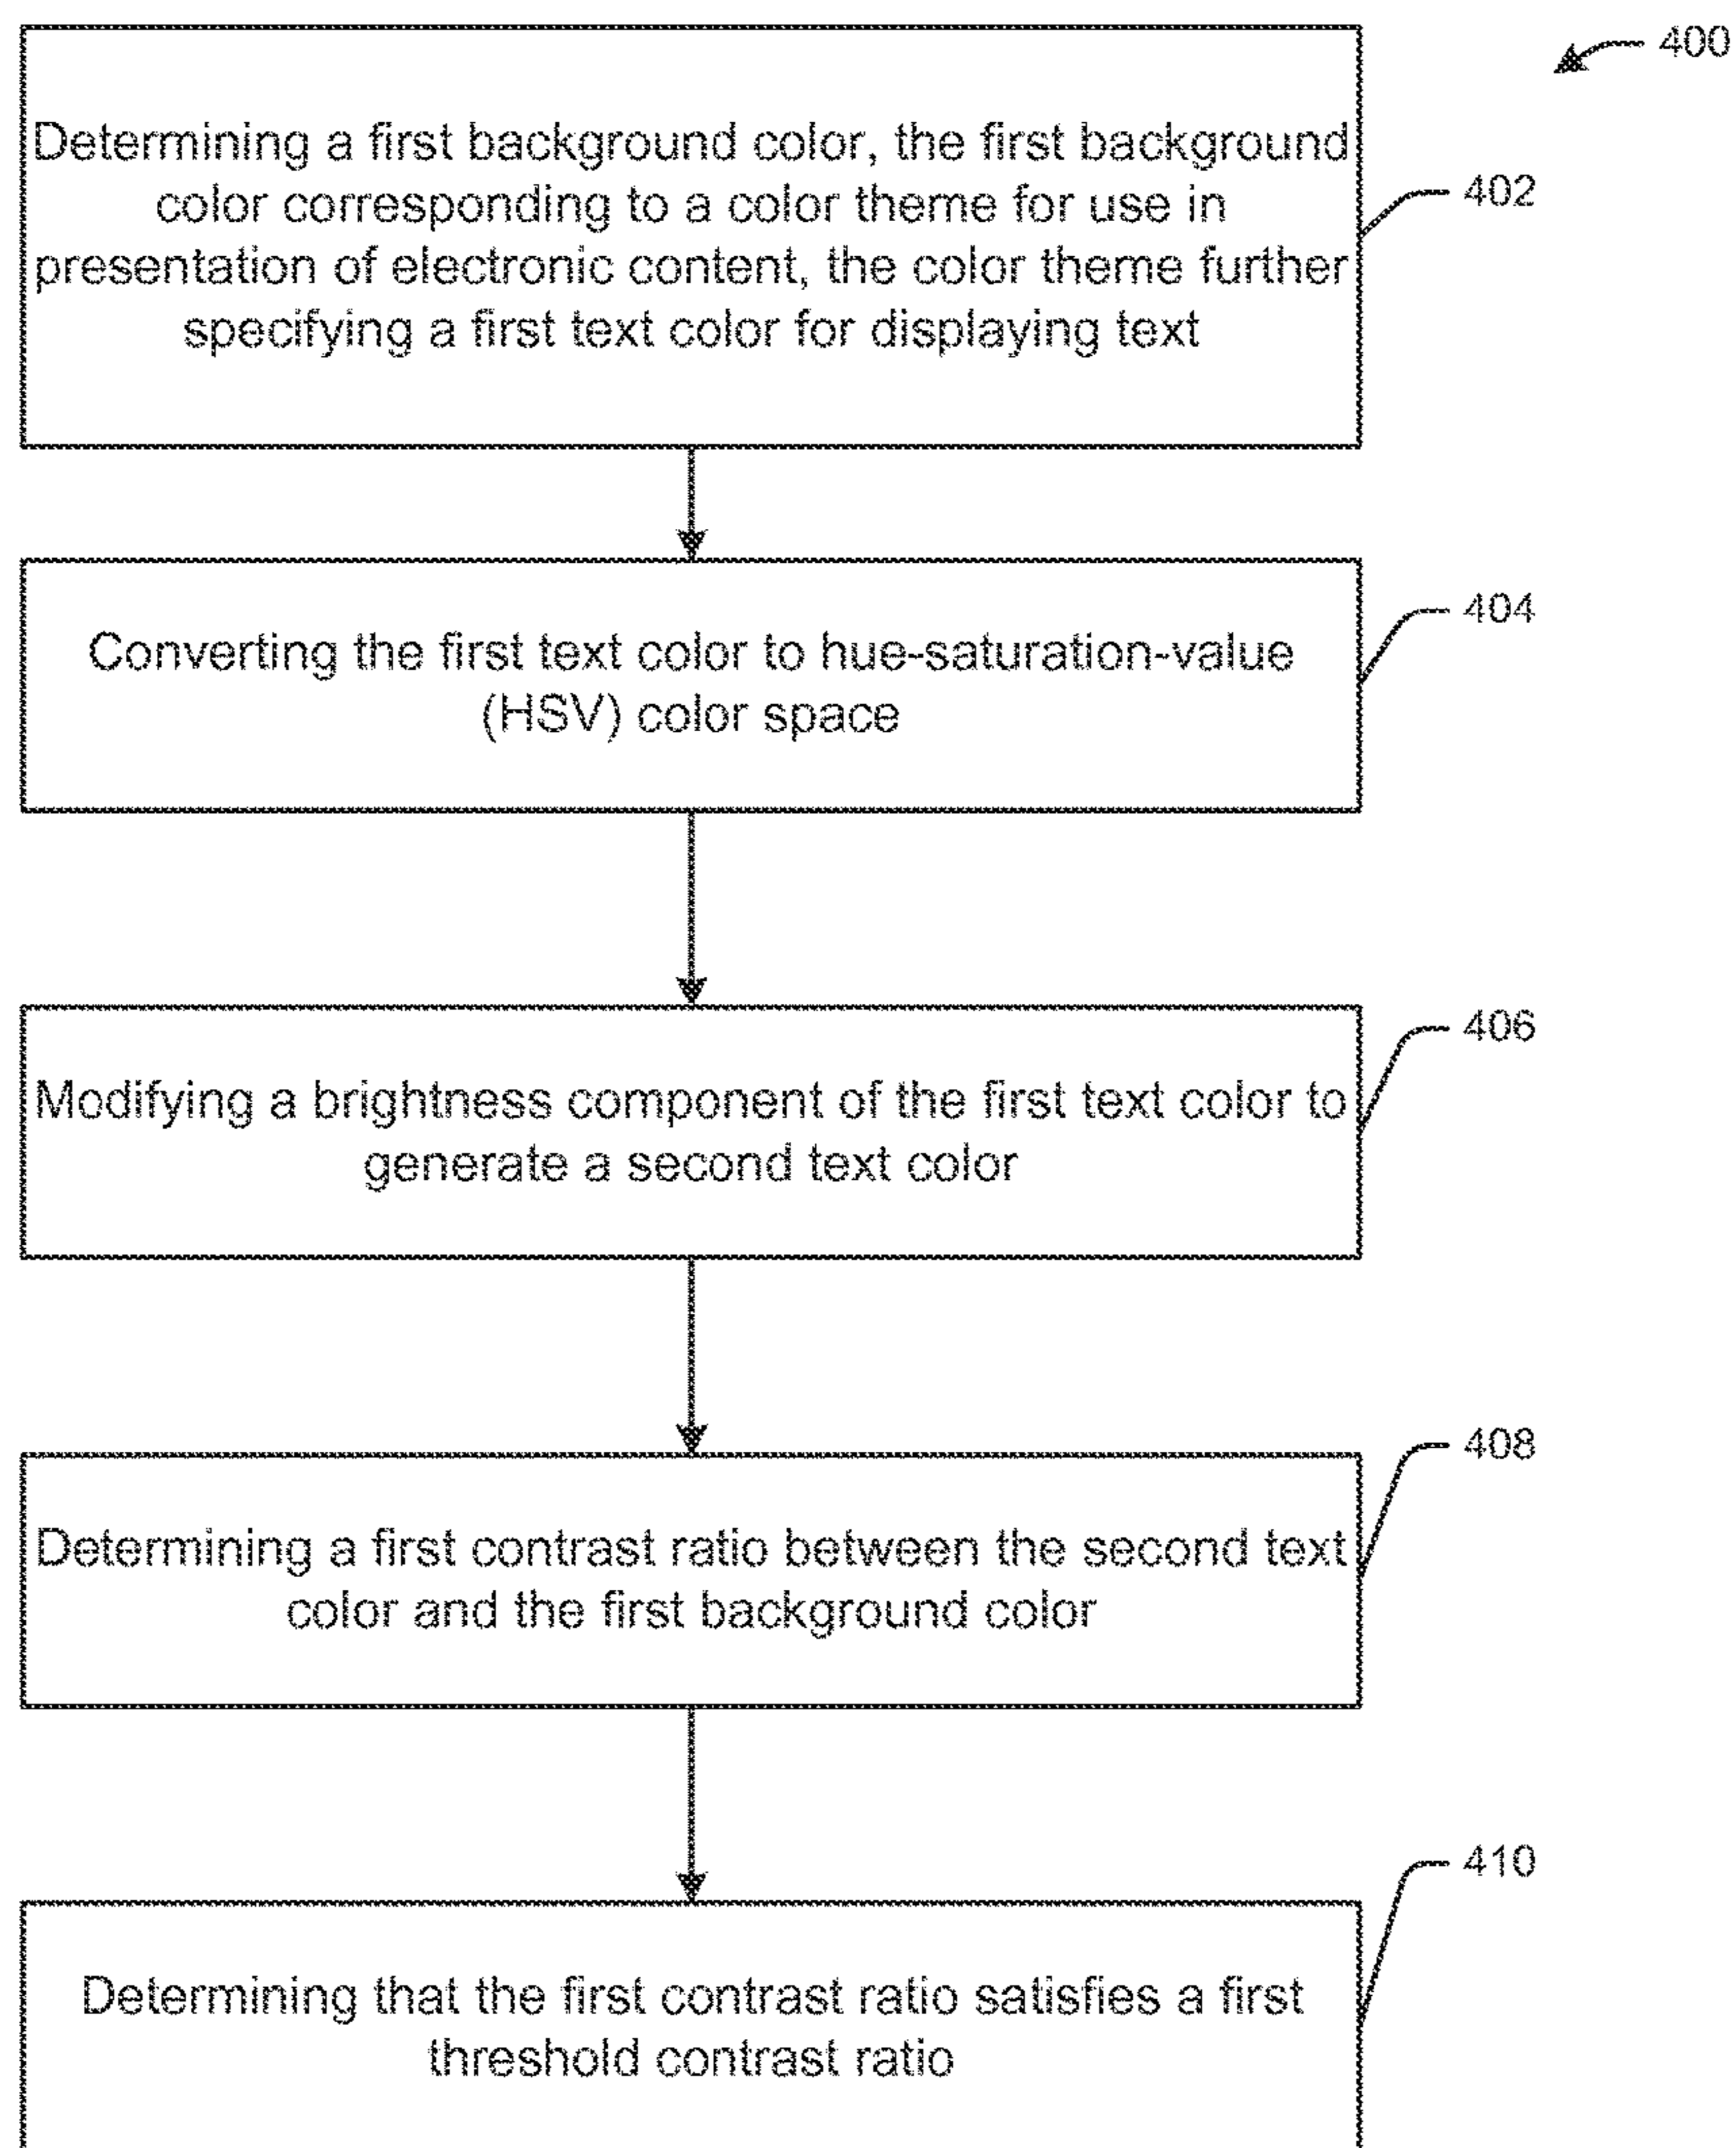 400
Determining a first background color, the first background
color corresponding to a color theme for use in
presentation of electronic content, the color theme further
specifying a first text color for displaying text
402
Converting the first text color to hue-saturation-value
(HSV) color space
404
Modifying a brightness component of the first text color to
generate a second text color
406
Determining a first contrast ratio between the second text
color and the first background color
408
Determining that the first contrast ratio satisfies a first
threshold contrast ratio
410